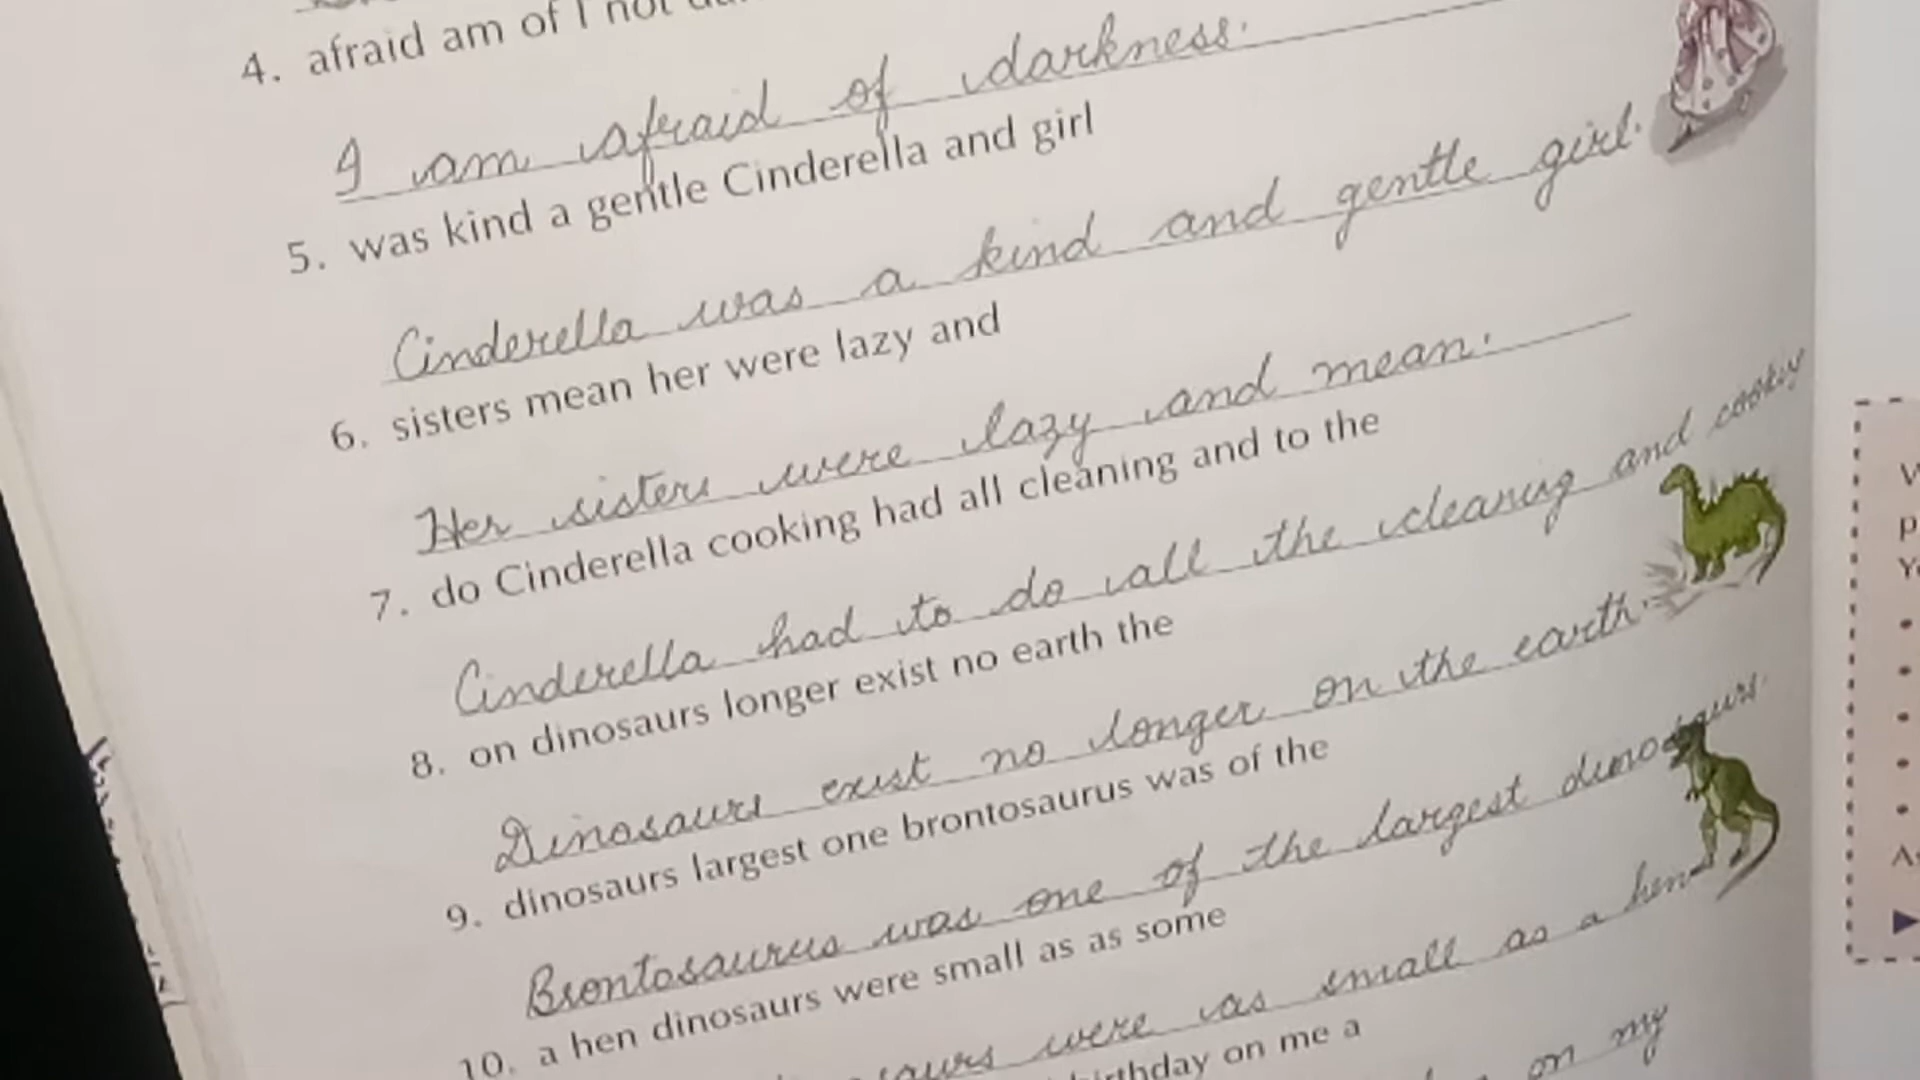 4. afraid am of I not
I am afraid of darkness.
5. was kind a gentle Cinderella and girl
Cinderella was a kind and gentle girl.
6. sisters mean her were lazy and
Her sisters were lazy and mean.
7. do Cinderella cooking had all cleaning and to the
Cinderella had to do all the cleaning and
8. on dinosaurs longer exist no earth the
Dinosaurs exist no longer on the earth.
9. dinosaurs largest one brontosaurus was of the
Brontosaurus was one of the largest dinosaurs.
10. a hen dinosaurs were small as as some
were as small as a hen
on me a
on my